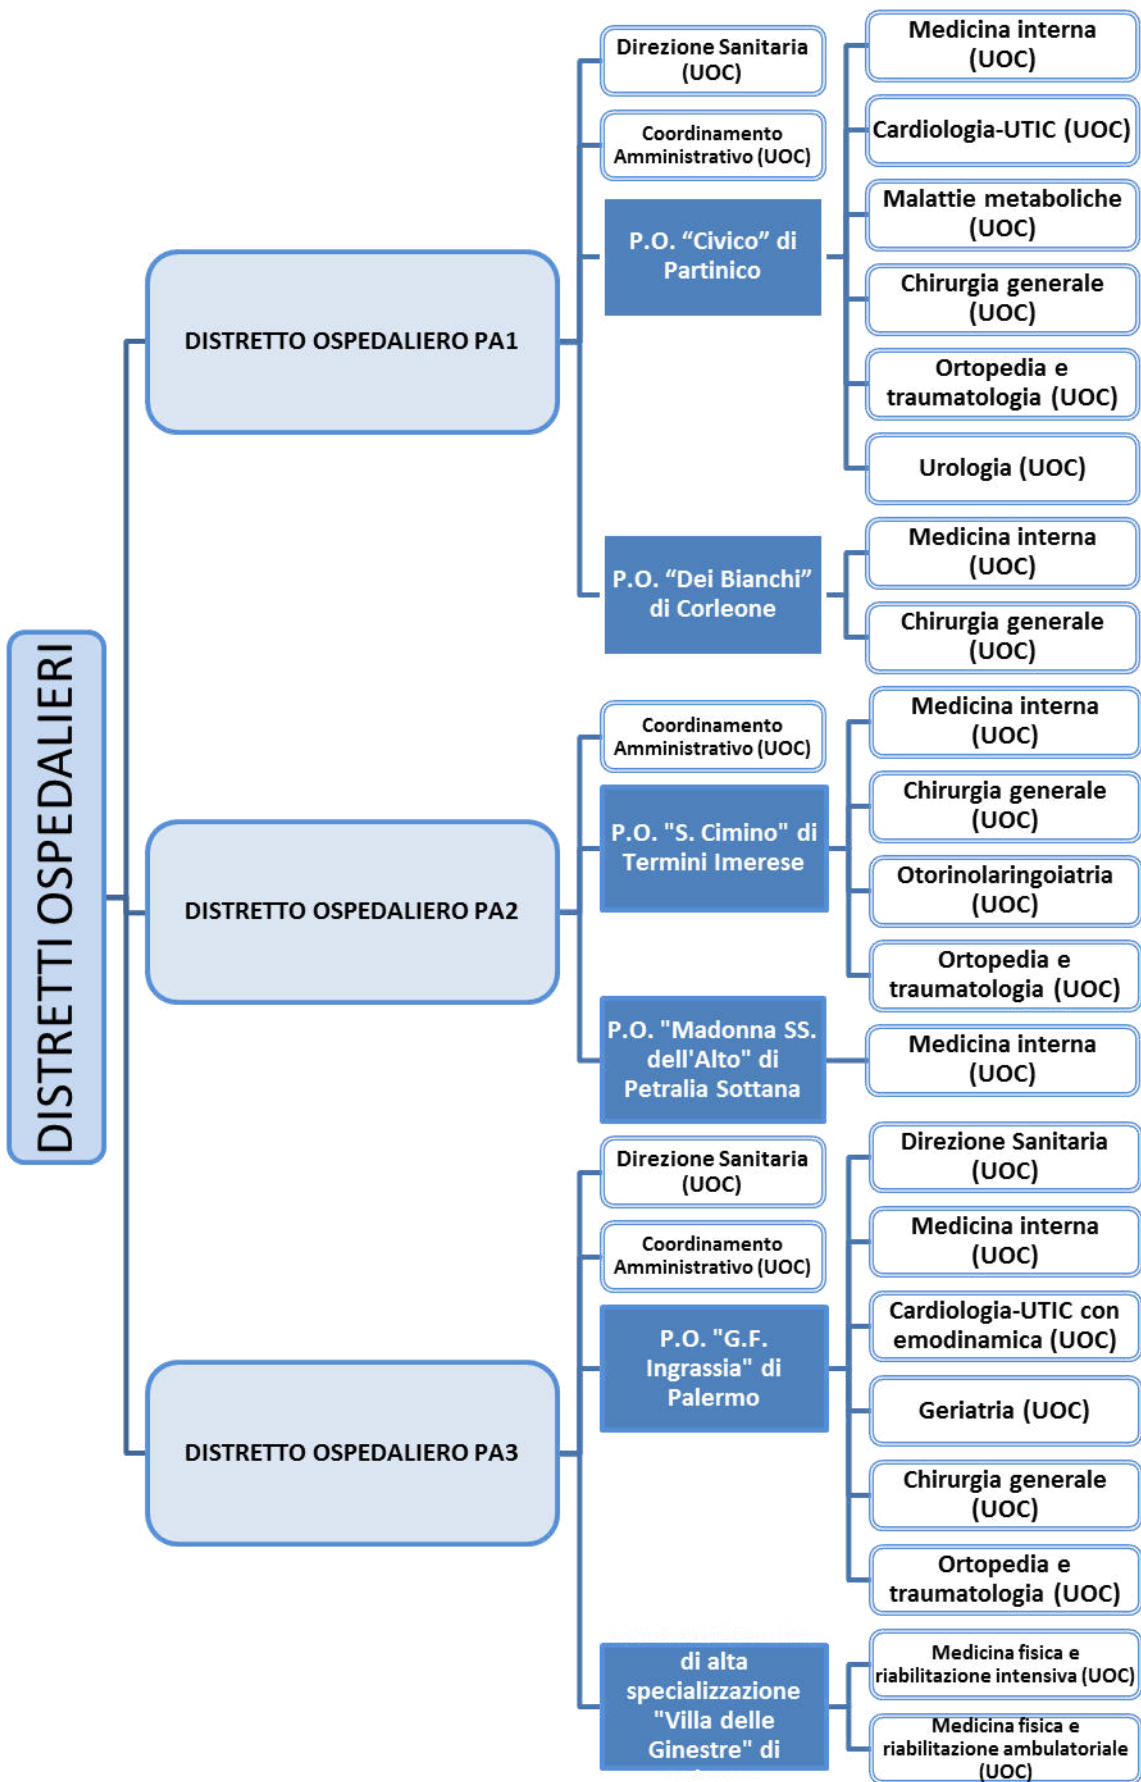 DISTRETTI OSPEDALIERI
DISTRETTO OSPEDALIERO PA1
Direzione Sanitaria
(UOC)
Coordinamento
Amministrativo (UOC)
P.O. “Civico” di
Partinico
Medicina interna
(UOC)
Cardiologia-UTIC (UOC)
Malattie metaboliche
(UOC)
Chirurgia generale
(UOC)
Ortopedia e
traumatologia (UOC)
Urologia (UOC)
P.O. “Dei Bianchi”
di Corleone
Medicina interna
(UOC)
Chirurgia generale
(UOC)
DISTRETTO OSPEDALIERO PA2
Coordinamento
Amministrativo (UOC)
P.O. "S. Cimino" di
Termini Imerese
Medicina interna
(UOC)
Chirurgia generale
(UOC)
Otorinolaringoiatria
(UOC)
Ortopedia e
traumatologia (UOC)
P.O. "Madonna SS.
dell'Alto" di
Petralia Sottana
Medicina interna
(UOC)
DISTRETTO OSPEDALIERO PA3
Direzione Sanitaria
(UOC)
Coordinamento
Amministrativo (UOC)
P.O. "G.F.
Ingrassia" di
Palermo
Direzione Sanitaria
(UOC)
Medicina interna
(UOC)
Cardiologia-UTIC con
emodinamica (UOC)
Geriatria (UOC)
Chirurgia generale
(UOC)
Ortopedia e
traumatologia (UOC)
di alta
specializzazione
"Villa delle
Ginestre" di
Medicina fisica e
riabilitazione intensiva (UOC)
Medicina fisica e
riabilitazione ambulatoriale
(UOC)